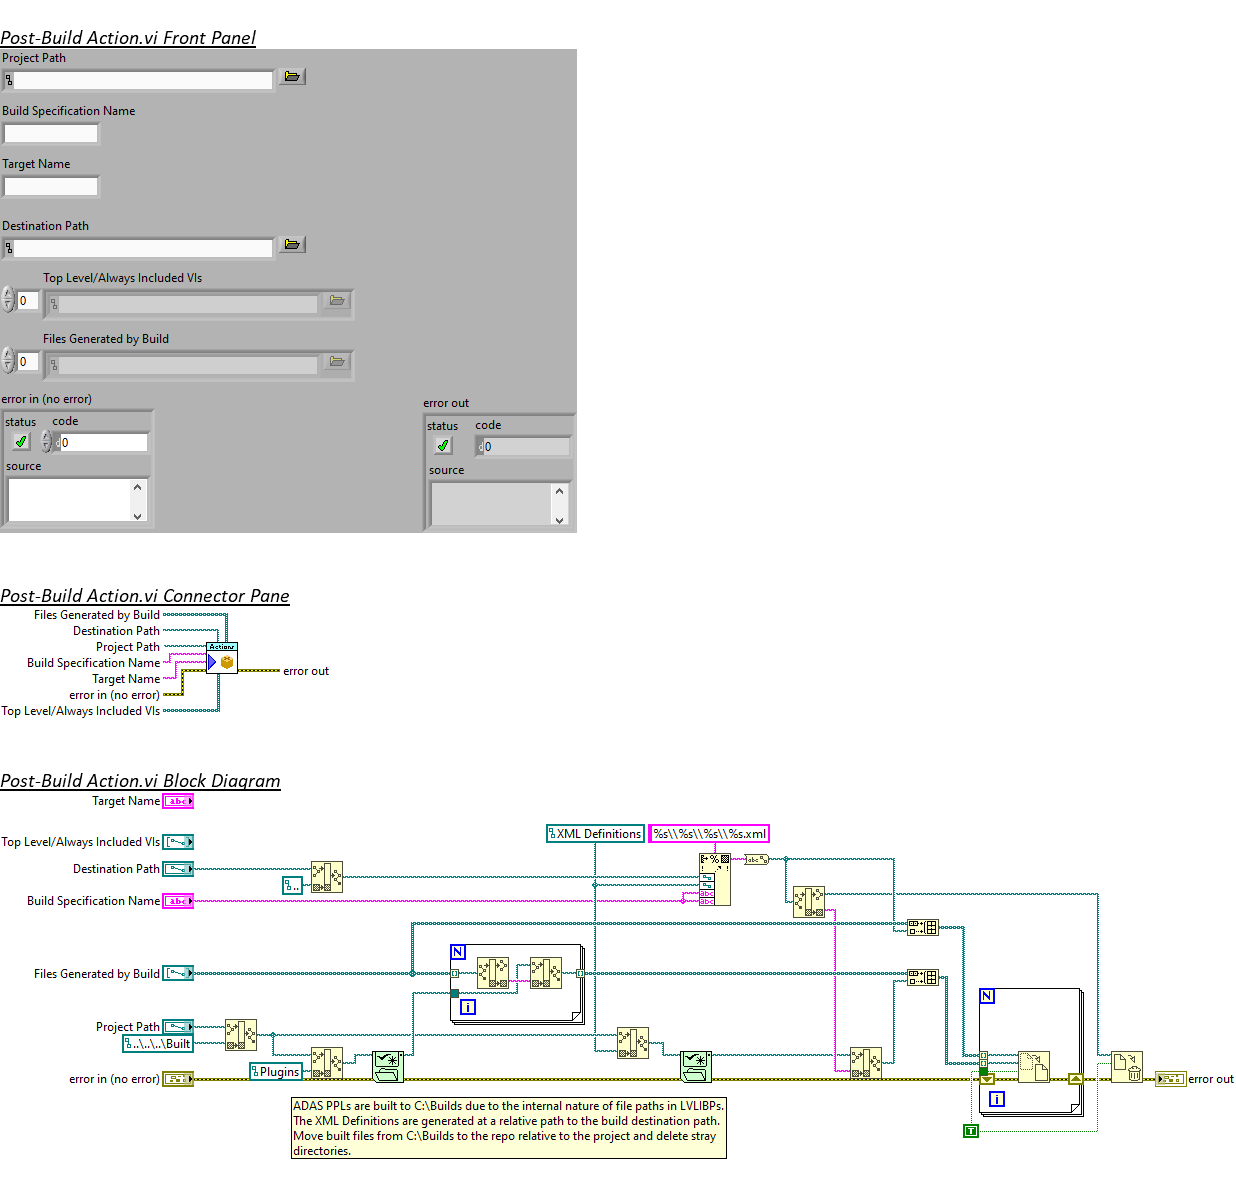 Post-Build Action.vi Front Panel
Project Path
Build Specification Name
Target Name
Destination Path
Top Level/Always Included VIs
0
Files Generated by Build
0
error in (no error)
error out
status code
0
status code
0
source
source
Post-Build Action.vi Connector Pane
Files Generated by Build
Destination Path
Project Path
Actions
Build Specification Name
Target Name
error out
error in (no error)
Top Level/Always Included VIs
Post-Build Action.vi Block Diagram
Target Name
abc
XML Definitions
%s\\%s\\%s\\%s.xml
Top Level/Always Included VIs
Destination Path
..
%
abc
abc
abc
Build Specification Name
abc
N
Files Generated by Build
i
N
Project Path
..\..\..\Built
Plugins
error in (no error)
error out
i
T
ADAS PPLs are built to C:\Builds due to the internal nature of file paths in LVLIBPs.
The XML Definitions are generated at a relative path to the build destination path.
Move built files from C:\Builds to the repo relative to the project and delete stray
directories.